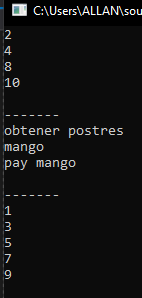 C:\Users\ALLAN\sou
2
4
8
10
-------
obtener postres
mango
pay mango
-------
1
3
5
7
9